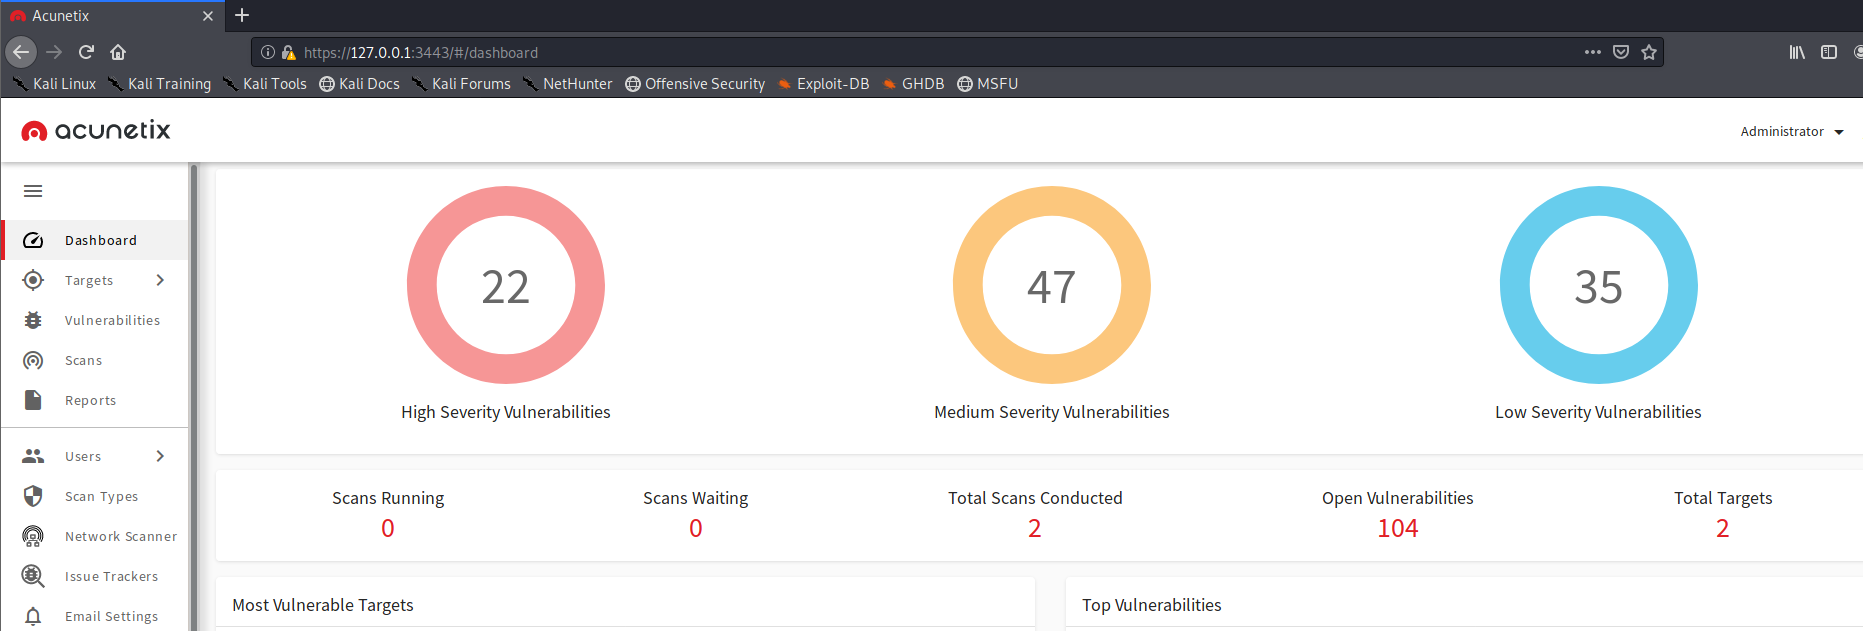 Acunetix
https://127.0.0.1:3443/#/dashboard
Kali Linux Kali Training Kali Tools Kali Docs Kali Forums NetHunter Offensive Security Exploit-DB GHDB MSFU
acunetix
Administrator
Dashboard
Targets
Vulnerabilities
Scans
Reports
Users
Scan Types
Network Scanner
Issue Trackers
Email Settings
22 47 35
High Severity Vulnerabilities Medium Severity Vulnerabilities Low Severity Vulnerabilities
Scans Running Scans Waiting Total Scans Conducted Open Vulnerabilities Total Targets
0 0 2 104 2
Most Vulnerable Targets Top Vulnerabilities